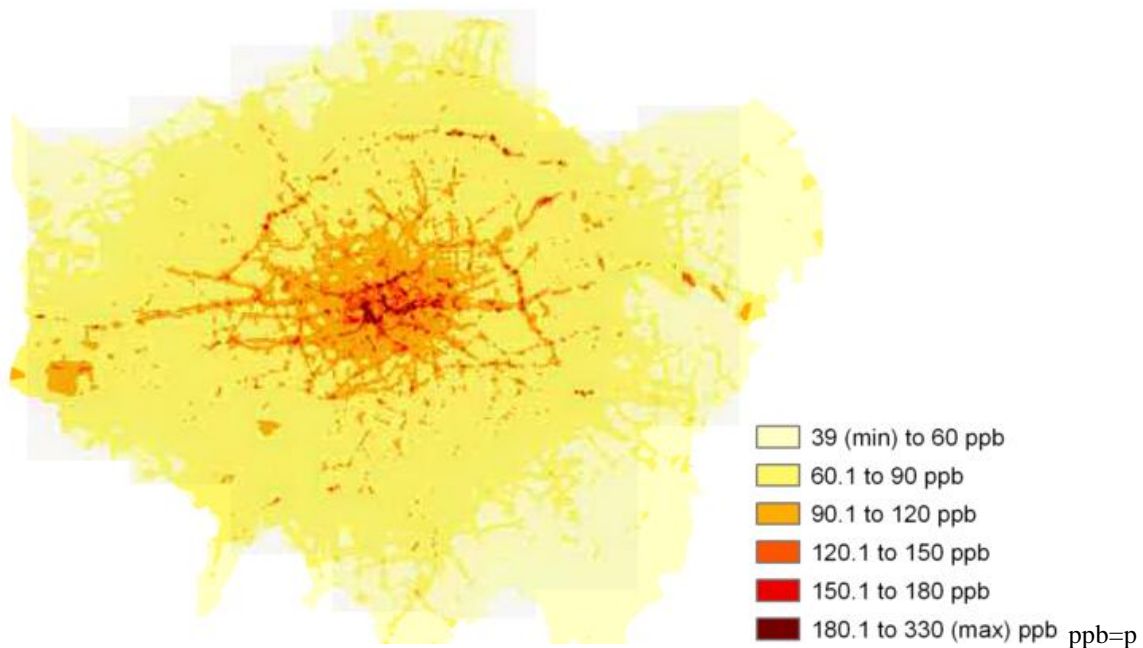 39 (min) to 60 ppb
60.1 to 90 ppb
90.1 to 120 ppb
120.1 to 150 ppb
150.1 to 180 ppb
180.1 to 330 (max) ppb ppb=p